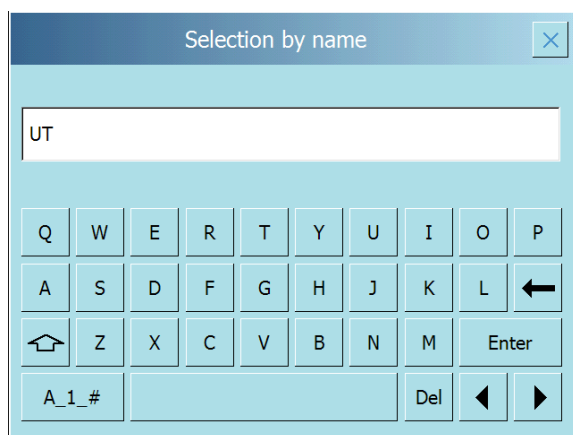 Selection by name
UT
Q W E R T Y U I O P
A S D F G H J K L
Z X C V B N M Enter
A_1_# Del